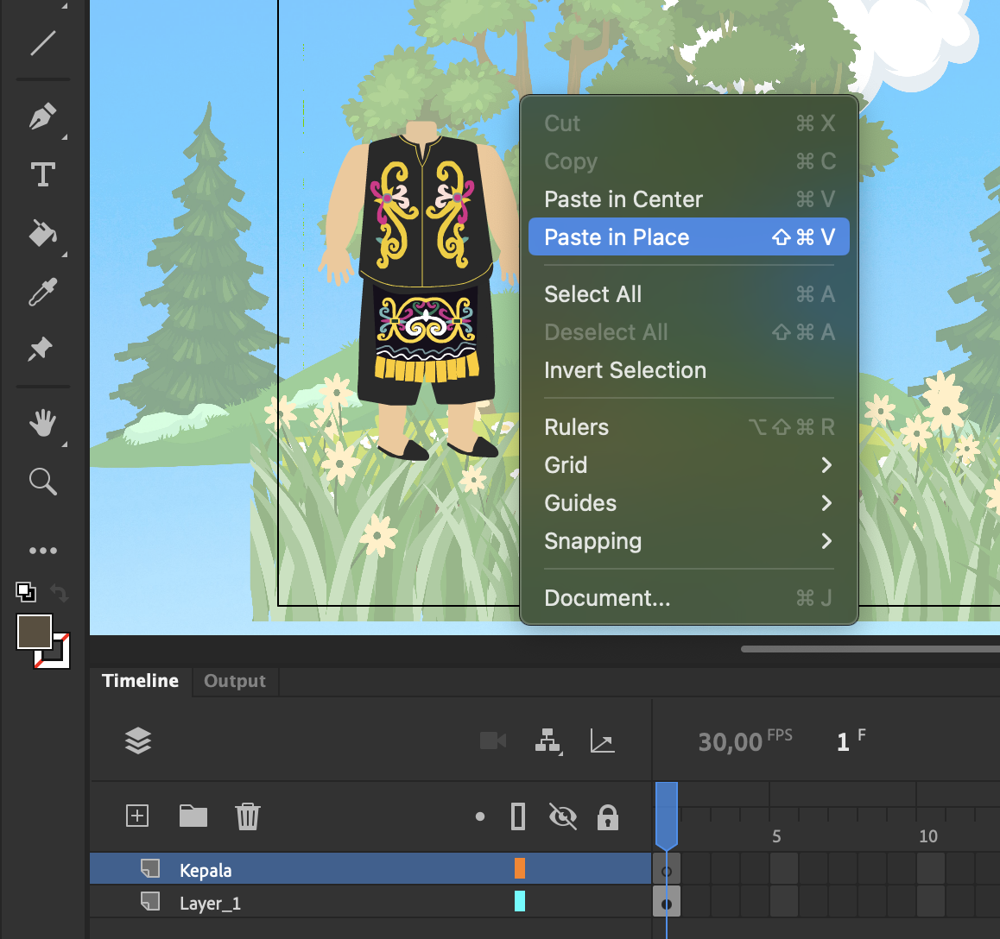 Cut ⌘ X
Copy ⌘ C
Paste in Center ⌘ V
Paste in Place ⇧ ⌘ V
Select All ⌘ A
Deselect All ⇧ ⌘ A
Invert Selection
Rulers ⌥ ⇧ ⌘ R
Grid
Guides
Snapping
Document... ⌘ J
Timeline Output
30,00 FPS 1 F
5 10
Kepala
Layer_1